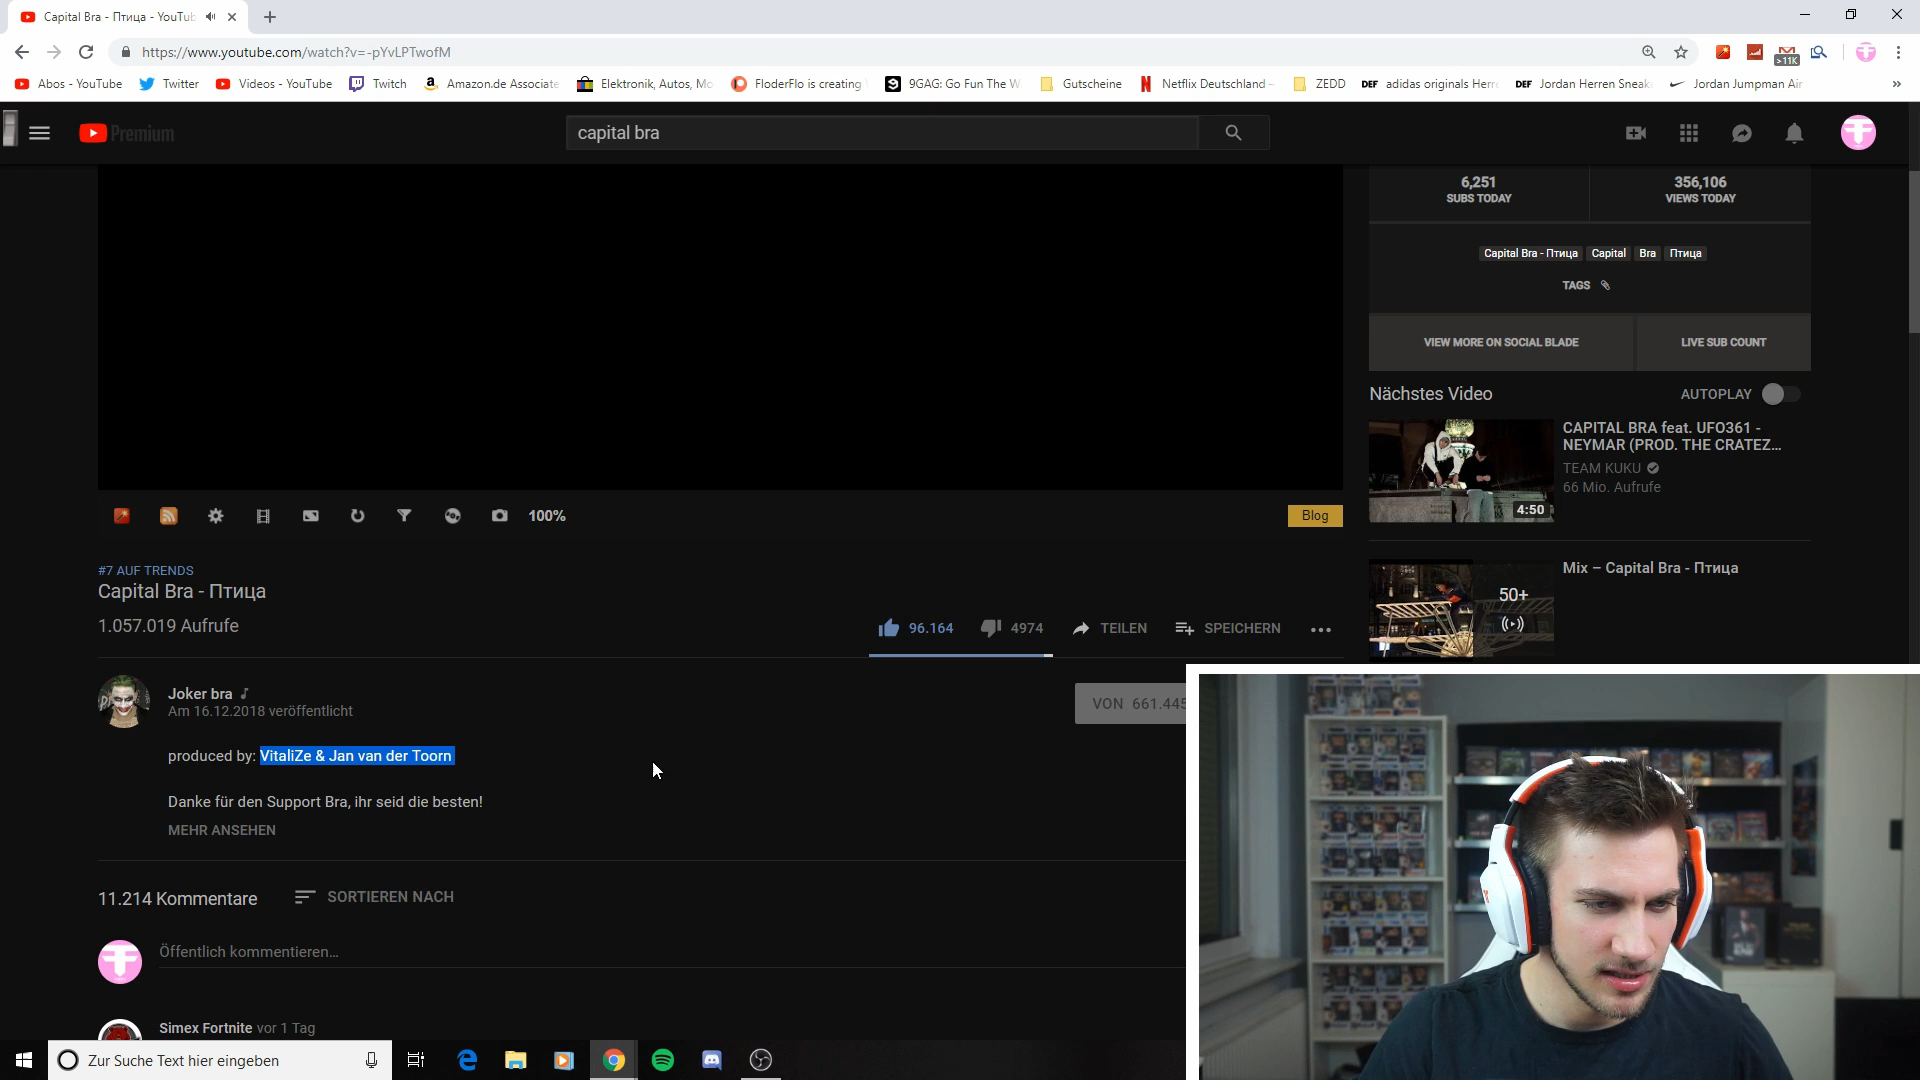 Capital Bra - Птица - YouTub
https://www.youtube.com/watch?v=-pYvLPTwofM
>11K
Abos - YouTube
Twitter
Videos - YouTube
Twitch
Amazon.de Associate
Elektronik, Autos, Mo
FloderFlo is creating
9GAG: Go Fun The W
Gutscheine
Netflix Deutschland -
ZEDD
DEF adidas originals Herre
DEF Jordan Herren Sneak
Jordan Jumpman Air
Premium
capital bra
6,251
SUBS TODAY
356,106
VIEWS TODAY
Capital Bra - Птица Capital Bra Птица
TAGS
VIEW MORE ON SOCIAL BLADE
LIVE SUB COUNT
Nächstes Video
AUTOPLAY
CAPITAL BRA feat. UFO361 -
NEYMAR (PROD. THE CRATEZ...
TEAM KUKU
66 Mio. Aufrufe
4:50
Mix – Capital Bra - Птица
50+
100%
Blog
#7 AUF TRENDS
Capital Bra - Птица
1.057.019 Aufrufe
96.164
4974
TEILEN
SPEICHERN
Joker bra
Am 16.12.2018 veröffentlicht
VON 661.445
produced by: VitaliZe & Jan van der Toorn
Danke für den Support Bra, ihr seid die besten!
MEHR ANSEHEN
11.214 Kommentare
SORTIEREN NACH
Öffentlich kommentieren...
Simex Fortnite vor 1 Tag
Zur Suche Text hier eingeben